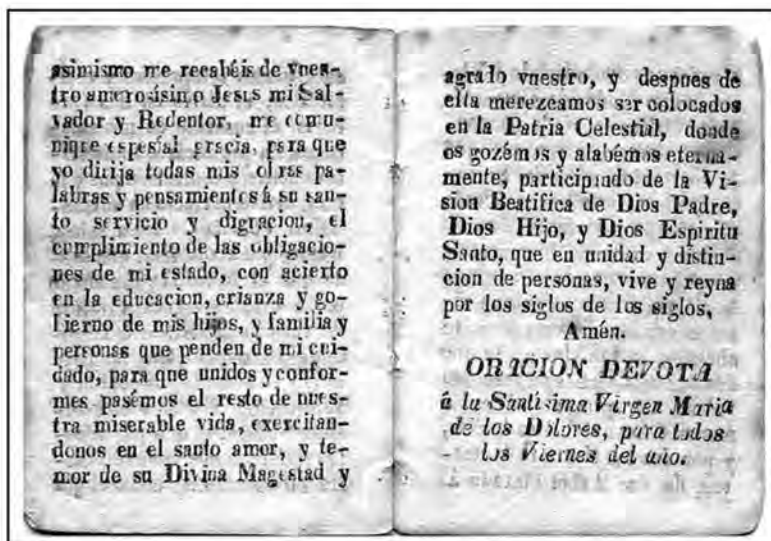 asimismo me recabéis de vues-
tro amorosísimo Jesus mi Sal-
vador y Redentor, me comu-
nique espesíal gracia, para que
yo dirija todas mis obras pa-
labras y pensamientos á su san-
to servicio y digracion, el
cumplimiento de las obligacio-
nes de mi estado, con acierto
en la educacion, crianza y go-
bierno de mis hijos, y familia y
personas que penden de mi cui-
dado, para que unidos y confor-
mes pasémos el resto de nues-
tra miserable vida, exercitan-
donos en el santo amor, y te-
mor de su Divina Magestad y
agrado vuestro, y despues de
ella merezcamos ser colocados
en la Patria Celestial, donde
os gozémos y alabémos eterna-
mente, participando de la Vi-
sion Beatifica de Dios Padre,
Dios Hijo, y Dios Espiritu
Santo, que en unidad y distin-
cion de personas, vive y reyna
por los siglos de los siglos,
Amén.
ORACION DEVOTA
á la Santísima Virgen Maria
de los Dolores, para todos
los Viernes del año.